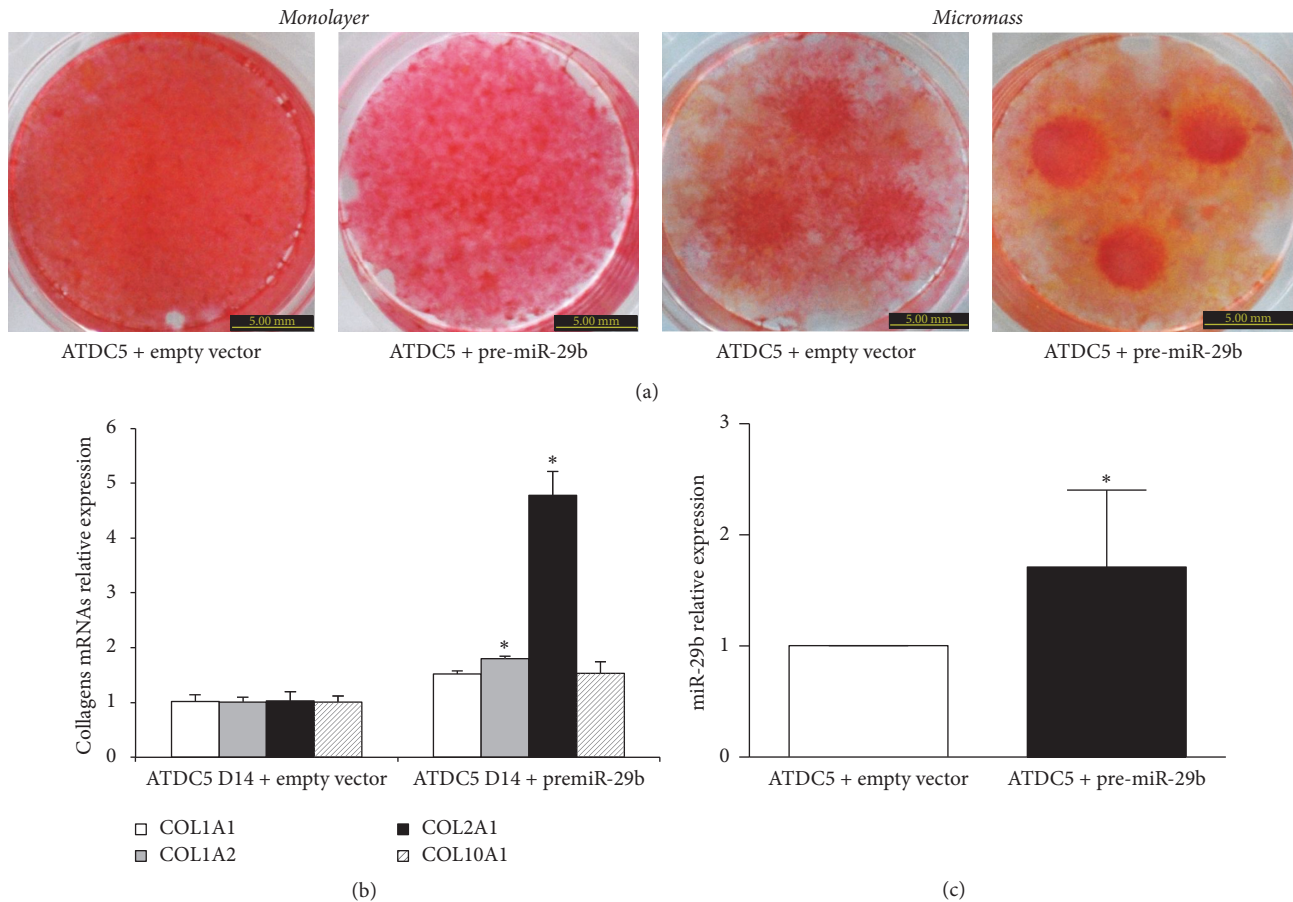 Monolayer
Micromass
5.00 mm
5.00 mm
5.00 mm
5.00 mm
ATDC5 + empty vector
ATDC5 + pre-miR-29b
ATDC5 + empty vector
ATDC5 + pre-miR-29b
(a)
Collagens mRNAs relative expression
6
5
4
3
2
1
0
*
*
ATDC5 D14 + empty vector
ATDC5 D14 + premiR-29b
COL1A1
COL1A2
COL2A1
COL10A1
(b)
miR-29b relative expression
3
2
1
0
*
ATDC5 + empty vector
ATDC5 + pre-miR-29b
(c)